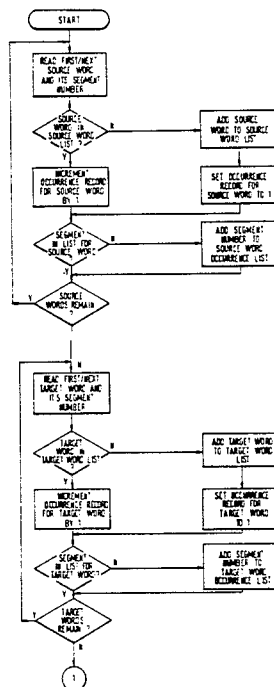 START
READ FIRST/NEXT
SOURCE WORD
AND ITS SEGMENT
NUMBER
SOURCE
WORD IN
SOURCE WORD
LIST ?
N
ADD SOURCE
WORD TO SOURCE
WORD LIST
Y
INCREMENT
OCCURRENCE RECORD
FOR SOURCE WORD
BY 1
SET OCCURRENCE
RECORD FOR
SOURCE WORD TO 1
SEGMENT
IN LIST FOR
SOURCE WORD
?
N
ADD SEGMENT
NUMBER TO
SOURCE WORD
OCCURRENCE LIST
Y
Y
SOURCE
WORDS REMAIN
?
N
READ FIRST/NEXT
TARGET WORD AND
ITS SEGMENT
NUMBER
TARGET
WORD IN
TARGET WORD LIST
?
N
ADD TARGET WORD
TO TARGET WORD
LIST
Y
INCREMENT
OCCURRENCE RECORD
FOR TARGET WORD
BY 1
SET OCCURRENCE
RECORD FOR
TARGET WORD
TO 1
SEGMENT
IN LIST FOR
TARGET WORD?
N
ADD SEGMENT
NUMBER TO
TARGET WORD
OCCURRENCE LIST
Y
Y
TARGET
WORDS
REMAIN ?
N
1